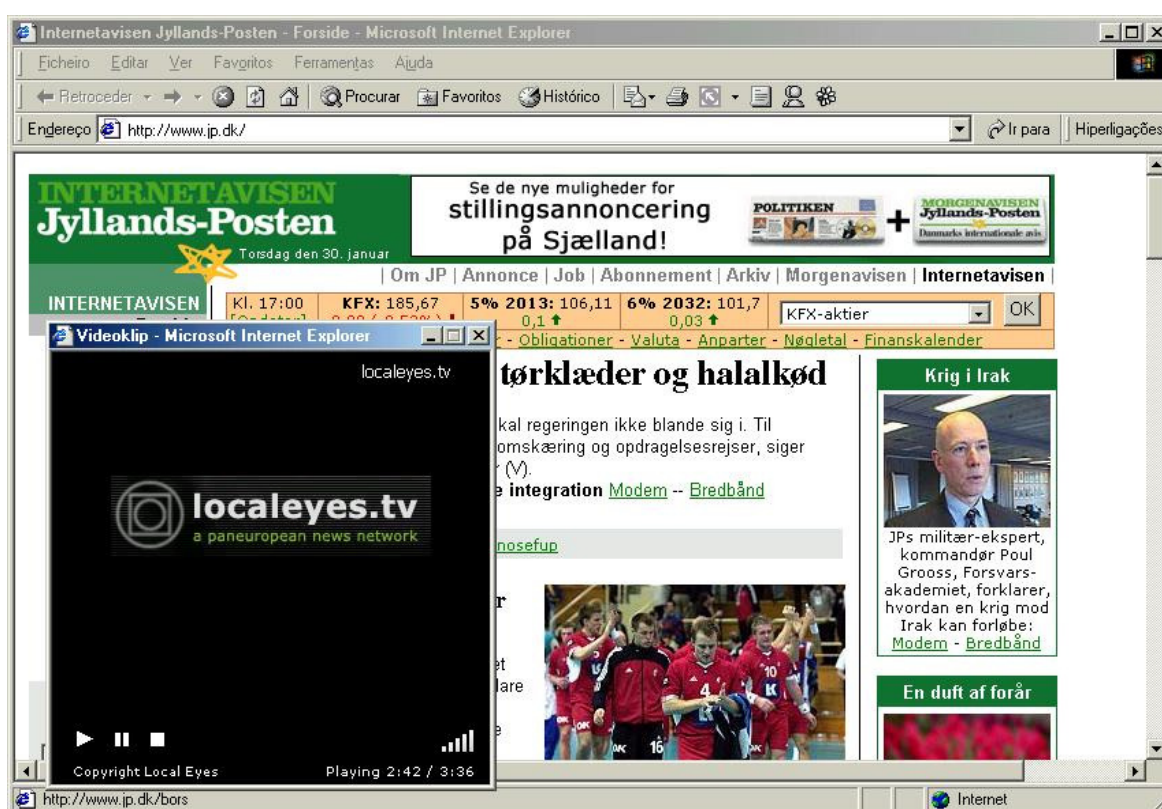 Internetavisen Jyllands-Posten - Forside - Microsoft Internet Explorer
Ficheiro Editar Ver Favoritos Ferramentas Ajuda
Retroceder Procurar Favoritos Histórico
Endereço http://www.jp.dk/ Ir para Hiperligações
INTERNETAVISEN
Jyllands-Posten
Torsdag den 30. januar
Se de nye muligheder for
stillingsannoncering
på Sjælland!
POLITIKEN
+
MORGENAVISEN
Jyllands-Posten
Danmarks internationale avis
| Om JP | Annonce | Job | Abonnement | Arkiv | Morgenavisen | Internetavisen |
INTERNETAVISEN
Kl. 17:00 KFX: 185,67 5% 2013: 106,11 6% 2032: 101,7
0,1 0,03
KFX-aktier OK
- Obligationer - Valuta - Anparter - Nøgletal - Finanskalender
Videoklip - Microsoft Internet Explorer
localeyes.tv
localeyes.tv
a paneuropean news network
Copyright Local Eyes Playing 2:42 / 3:36
tørklæder og halalkød
kal regeringen ikke blande sig i. Til
omskæring og opdragelsesrejser, siger
(V).
e integration Modem -- Bredbånd
nosefup
r
et
lare
e
4
10
16
Krig i Irak
JPs militær-ekspert,
kommandør Poul
Grooss, Forsvars-
akademiet, forklarer,
hvordan en krig mod
Irak kan forløbe:
Modem - Bredbånd
En duft af forår
http://www.jp.dk/bors Internet